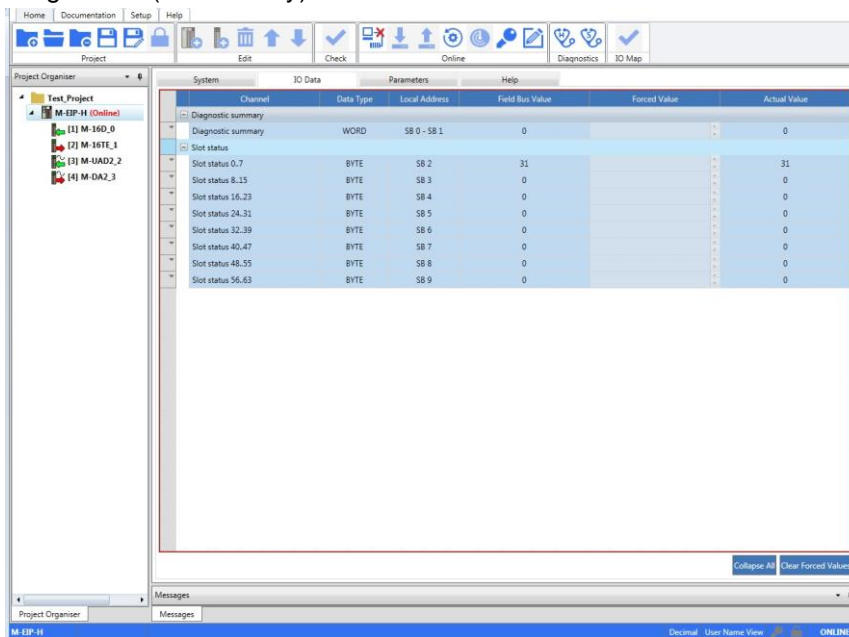 Home Documentation Setup Help
Project Edit Check Online Diagnostics IO Map
Project Organiser
System IO Data Parameters Help
Test_Project
M-EIP-H (Online)
[1] M-16D_0
[2] M-16TE_1
[3] M-UAD2_2
[4] M-DA2_3
Channel Data Type Local Address Field Bus Value Forced Value Actual Value
Diagnostic summary
Diagnostic summary WORD SB 0 - SB 1 0 0
Slot status
Slot status 0..7 BYTE SB 2 31 31
Slot status 8..15 BYTE SB 3 0 0
Slot status 16..23 BYTE SB 4 0 0
Slot status 24..31 BYTE SB 5 0 0
Slot status 32..39 BYTE SB 6 0 0
Slot status 40..47 BYTE SB 7 0 0
Slot status 48..55 BYTE SB 8 0 0
Slot status 56..63 BYTE SB 9 0 0
Collapse All Clear Forced Values
Messages
Project Organiser Messages
M-EIP-H Decimal User Name View ONLINE